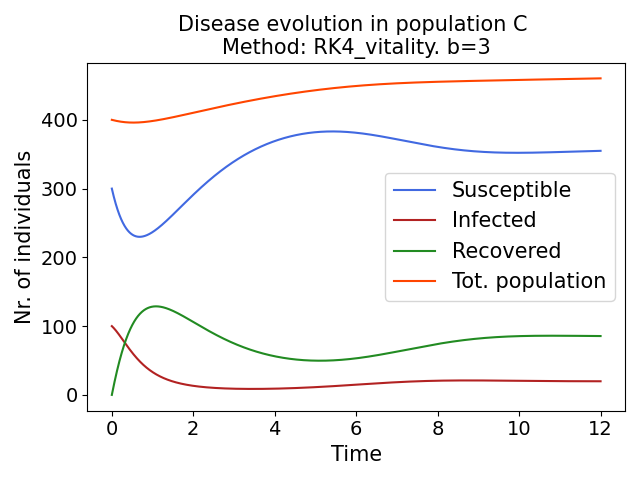 Disease evolution in population C
Method: RK4_vitality. b=3
Nr. of individuals
400
300
200
100
0
Susceptible
Infected
Recovered
Tot. population
0 2 4 6 8 10 12
Time